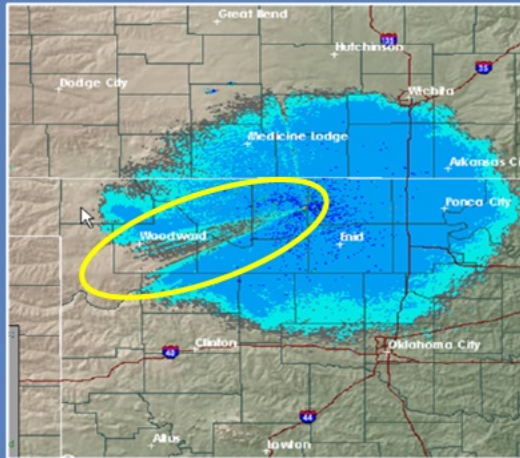 Great Bend
135
Hutchinson
35
Dodge City
Wichita
Medicine Lodge
Arkansas C
Ponca City
Woodward
Enid
Clinton
40
Oklahoma City
44
Altus
Lawton